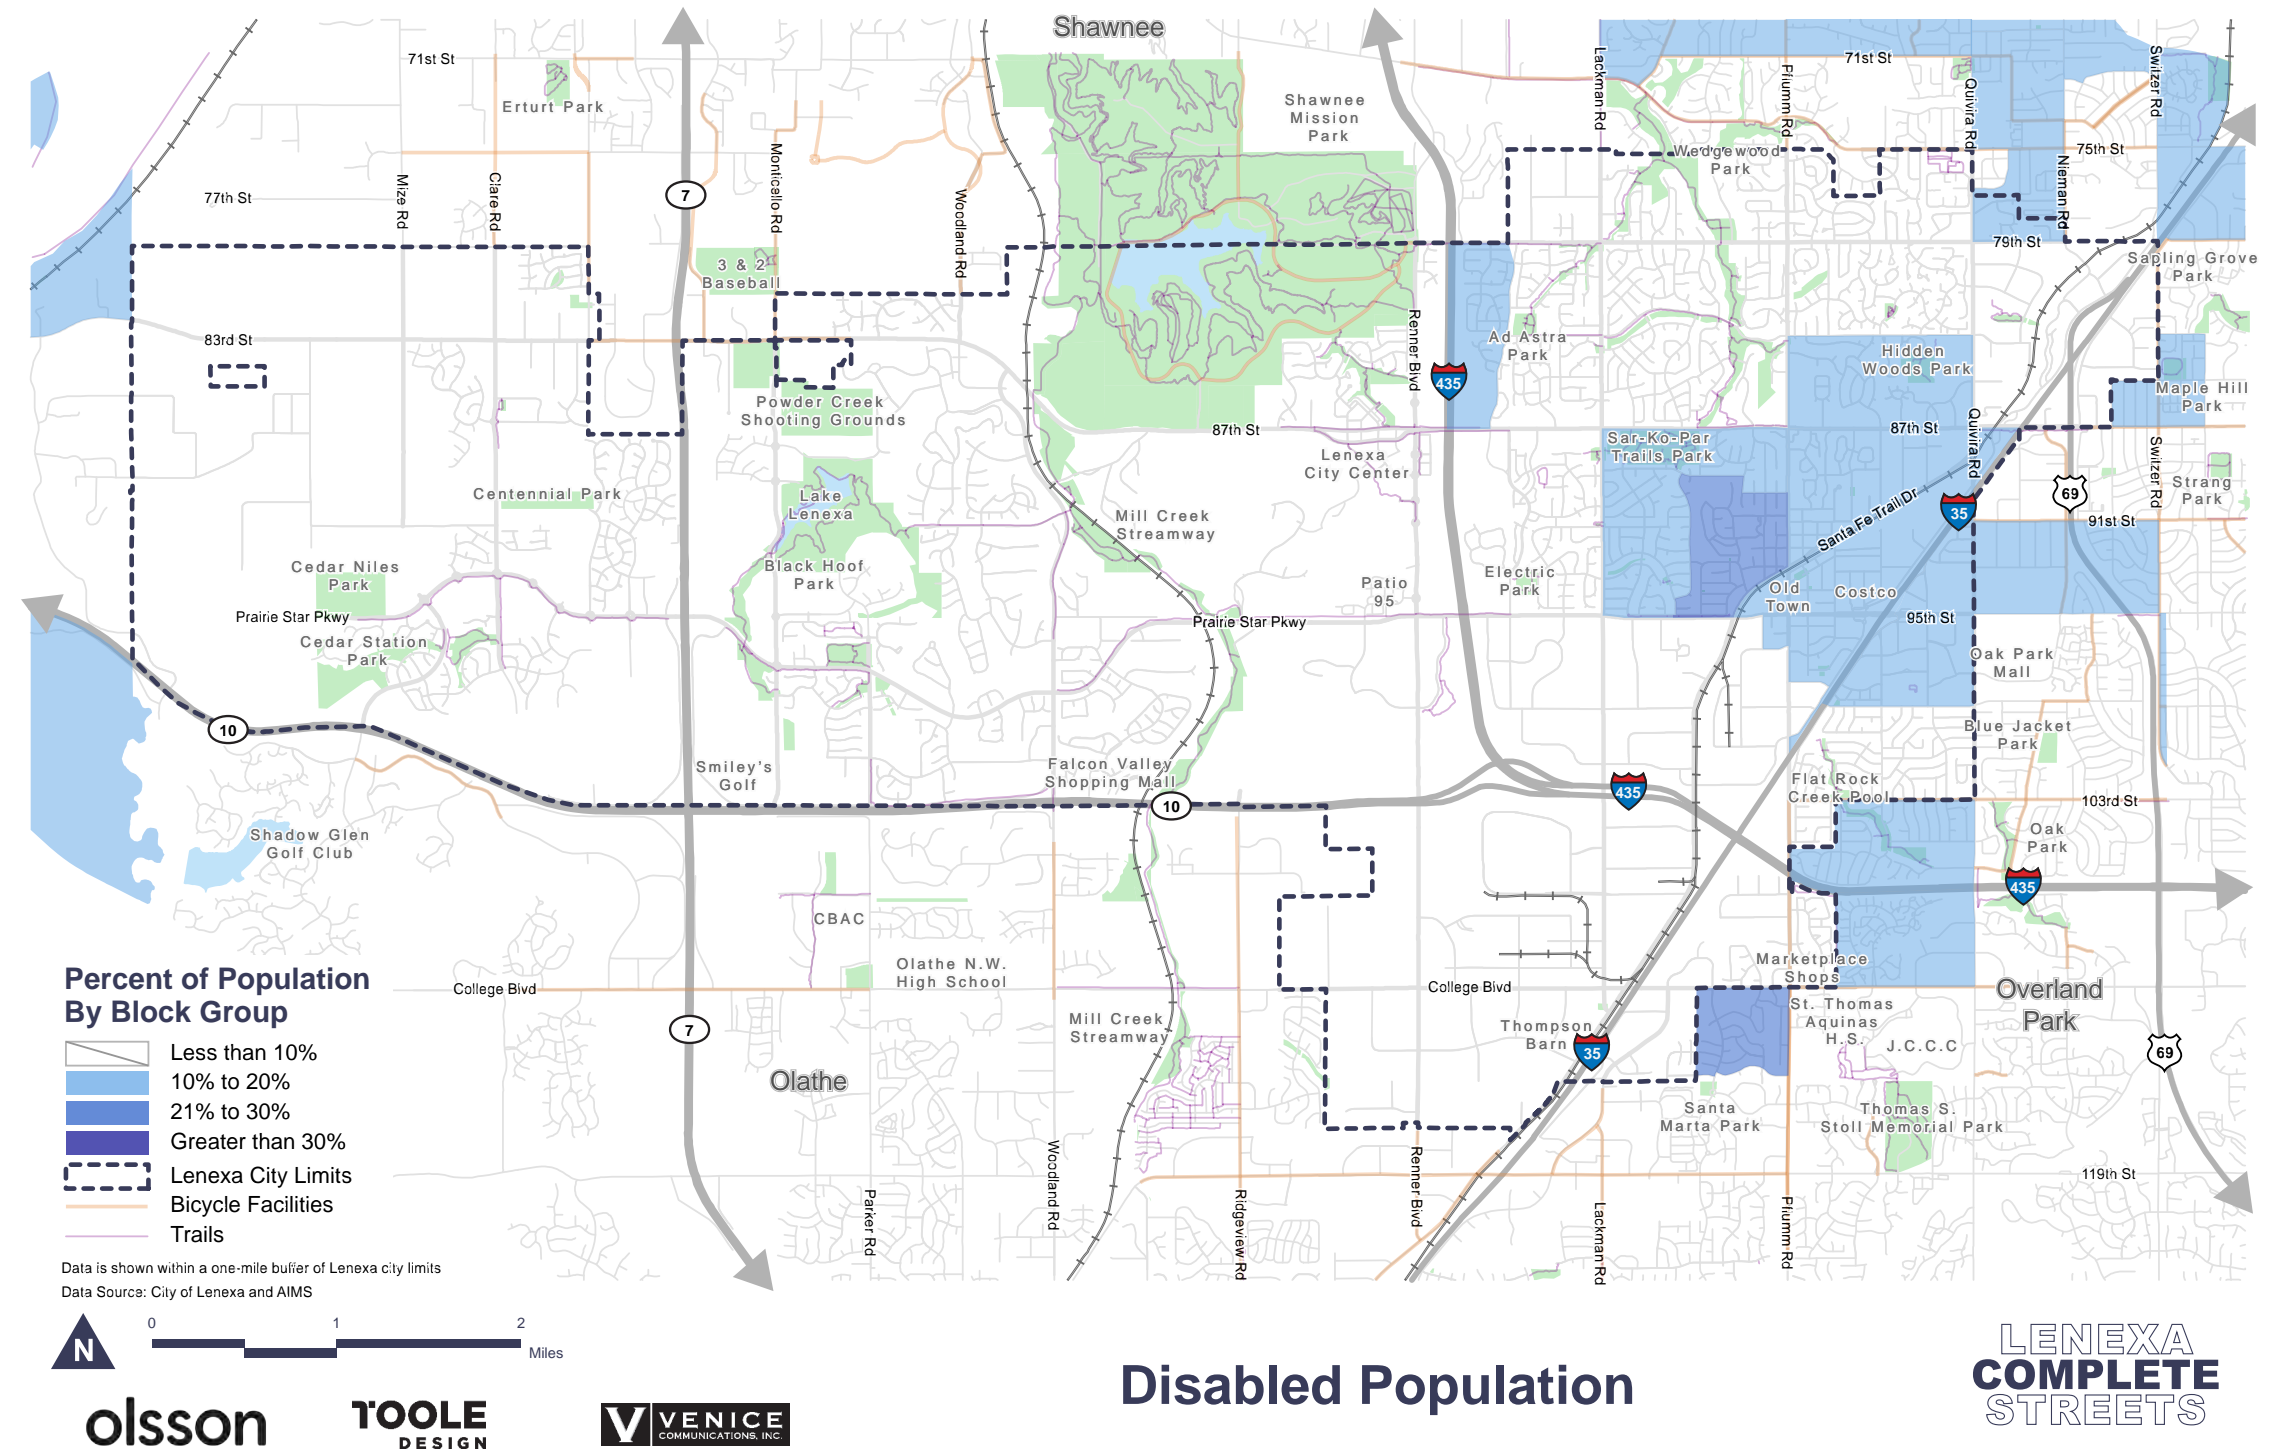 Shawnee
71st St
Erturt Park
Shawnee
Mission
Park
Lackman Rd
Pflumm Rd
71st St
Quivira Rd
Switzer Rd
77th St
Mize Rd
Clare Rd
7
Monticello Rd
Woodland Rd
Wedgewood
Park
75th St
Nieman Rd
79th St
3 & 2
Baseball
Sapling Grove
Park
83rd St
Renner Blvd
435
Ad Astra
Park
Hidden
Woods Park
Maple Hill
Park
Powder Creek
Shooting Grounds
87th St
Lenexa
City Center
Sar-Ko-Par
Trails Park
87th St
Quivira Rd
Switzer Rd
Centennial Park
Lake
Lenexa
Mill Creek
Streamway
69
Strang
Park
35
91st St
Santa Fe Trail Dr
Cedar Niles
Park
Black Hoof
Park
Patio
95
Electric
Park
Old
Town
Costco
Prairie Star Pkwy
Prairie Star Pkwy
95th St
Cedar Station
Park
Oak Park
Mall
10
Blue Jacket
Park
Smiley's
Golf
Falcon Valley
Shopping Mall
10
435
Flat Rock
Creek Pool
103rd St
Shadow Glen
Golf Club
Oak
Park
435
CBAC
Olathe N.W.
High School
Marketplace
Shops
College Blvd
College Blvd
Overland
Park
Percent of Population
By Block Group
Less than 10%
10% to 20%
21% to 30%
Greater than 30%
Lenexa City Limits
Bicycle Facilities
Trails
7
Mill Creek
Streamway
Thompson
Barn
35
St. Thomas
Aquinas
H.S.
J.C.C.C
69
Olathe
Santa
Marta Park
Thomas S.
Stoll Memorial Park
119th St
Parker Rd
Woodland Rd
Ridgeview Rd
Renner Blvd
Lackman Rd
Pflumm Rd
Data is shown within a one-mile buffer of Lenexa city limits
Data Source: City of Lenexa and AIMS
N
0 1 2
Miles
Disabled Population
LENEXA
COMPLETE
STREETS
olsson
TOOLE
DESIGN
V VENICE
COMMUNICATIONS, INC.